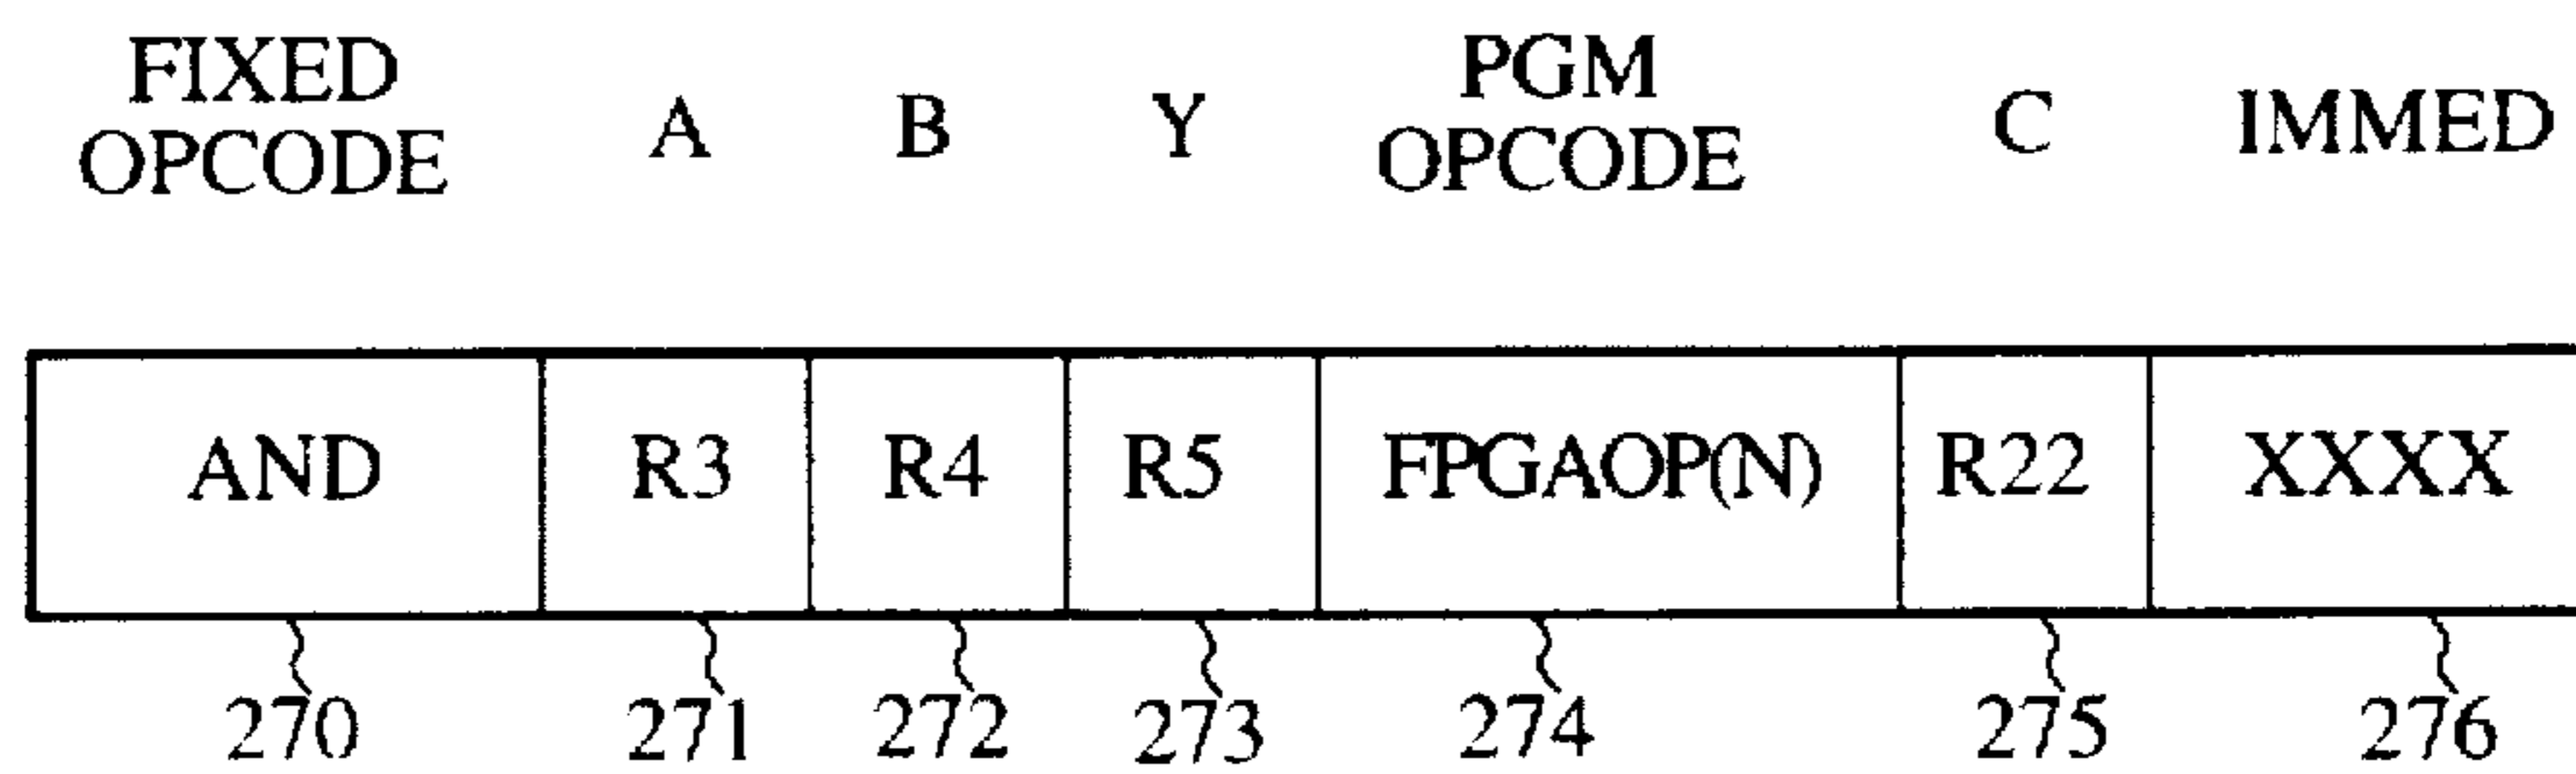 FIXED
OPCODE
A
B
Y
PGM
OPCODE
C
IMMED
AND
R3
R4
R5
FPGAOP(N)
R22
XXXX
270
271
272
273
274
275
276